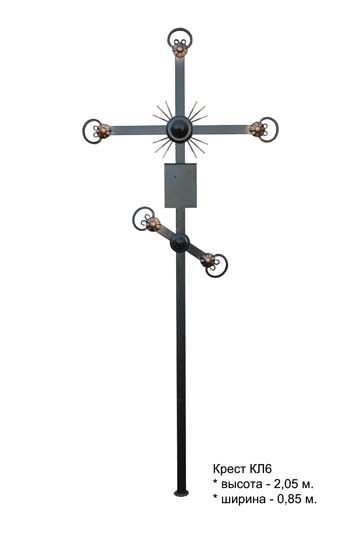 Крест КЛ6
* высота - 2,05 м.
* ширина - 0,85 м.